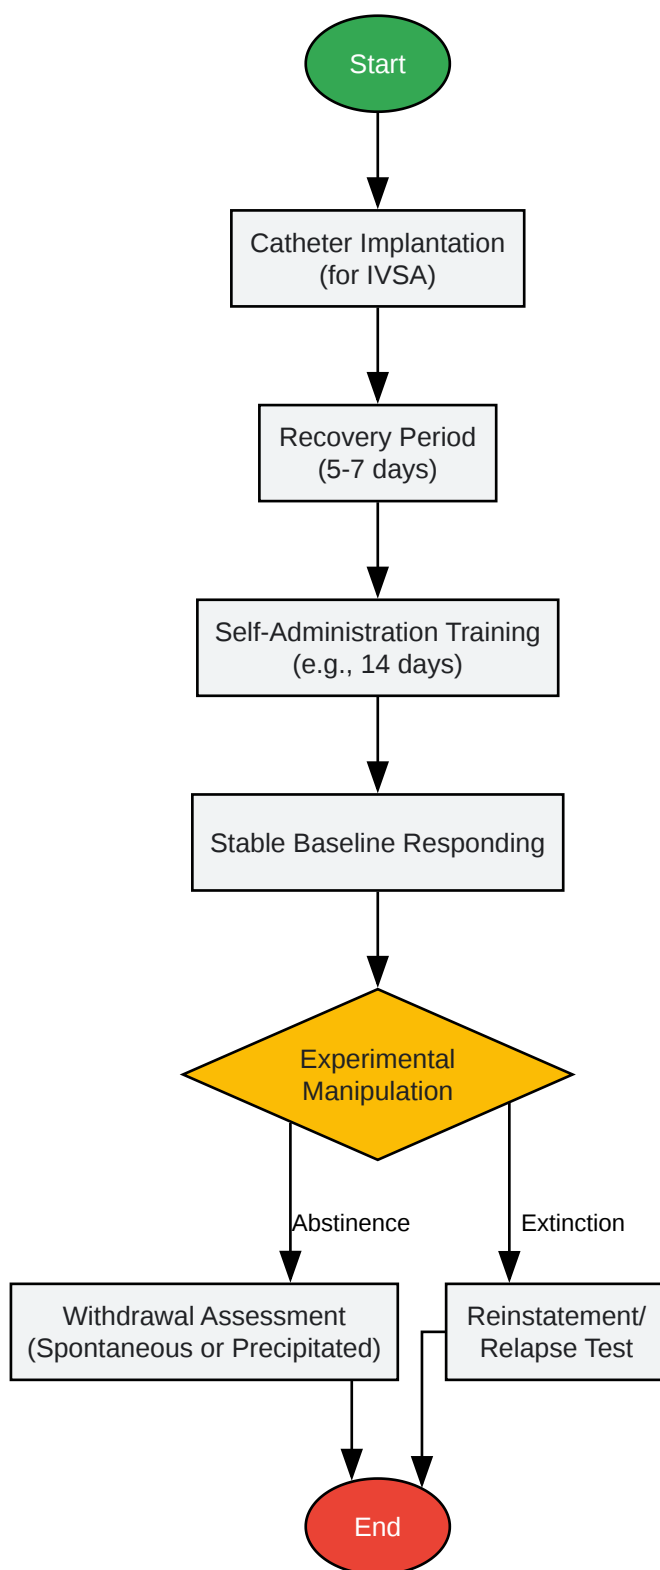 Start
Catheter Implantation
(for IVSA)
Recovery Period
(5-7 days)
Self-Administration Training
(e.g., 14 days)
Stable Baseline Responding
Experimental
Manipulation
Abstinence
Extinction
Withdrawal Assessment
(Spontaneous or Precipitated)
Reinstatement/
Relapse Test
End